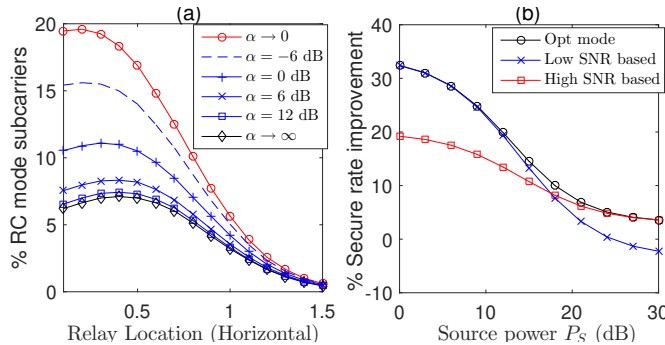 (a)
% RC mode subcarriers
20
15
10
5
0
α → 0
α = −6 dB
α = 0 dB
α = 6 dB
α = 12 dB
α → ∞
0.5
1
1.5
Relay Location (Horizontal)
(b)
% Secure rate improvement
40
30
20
10
0
-10
Opt mode
Low SNR based
High SNR based
0
10
20
30
Source power P_S (dB)